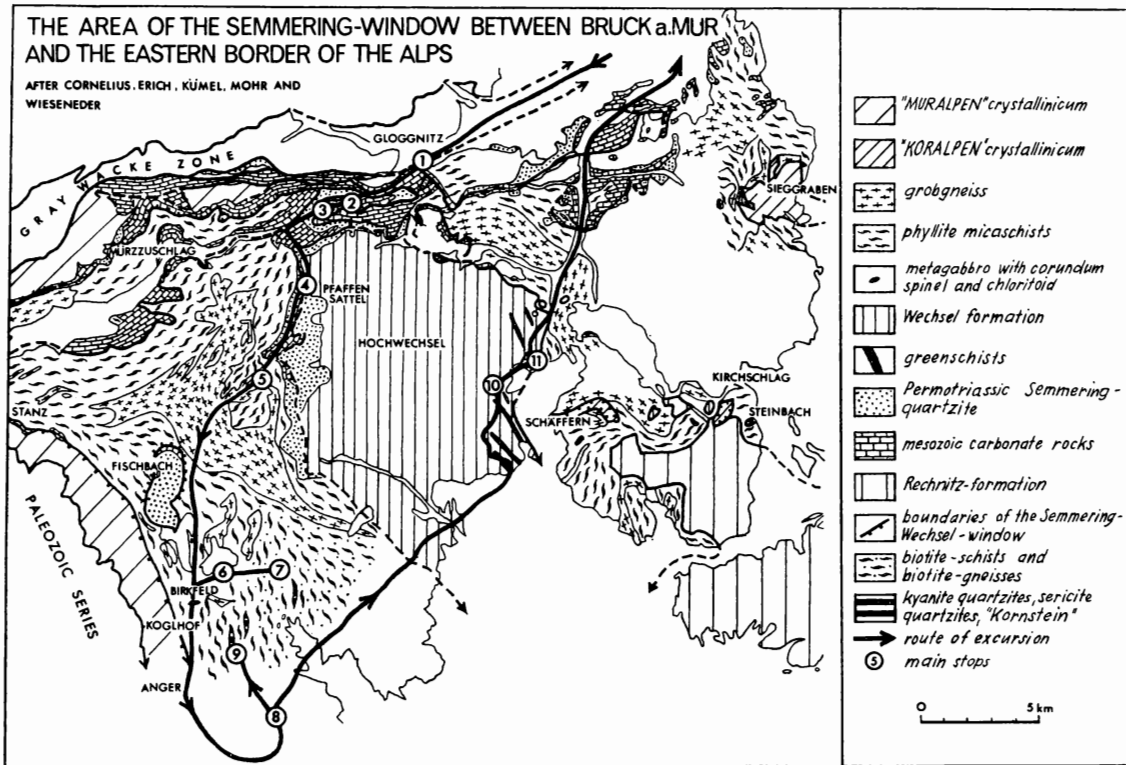 THE AREA OF THE SEMMERING-WINDOW BETWEEN BRUCK a.MUR
AND THE EASTERN BORDER OF THE ALPS
AFTER CORNELIUS, ERICH, KÜMEL, MOHR AND
WIESENEDER
GLOGGNITZ
GRAYWACKE ZONE
1
2
3
SIEGGRABEN
MÜRZZUSCHLAG
4
PFAFFEN
SATTEL
HOCHWECHSEL
5
11
10
KIRCHSCHLAG
STANZ
SCHÄFFERN
STEINBACH
FISCHBACH
PALEOZOIC SERIES
6
7
BIRKFELD
KOGLHOF
9
ANGER
8
"MURALPEN" crystallinicum
"KORALPEN" crystallinicum
grobgneiss
phyllite micaschists
metagabbro with corundum
spinel and chloritoid
Wechsel formation
greenschists
Permotriassic Semmering-
quartzite
mesozoic carbonate rocks
Rechnitz-formation
boundaries of the Semmering-
Wechsel-window
biotite-schists and
biotite-gneisses
kyanite quartzites, sericite
quartzites, "Kornstein"
route of excursion
5 main stops
0 5 km